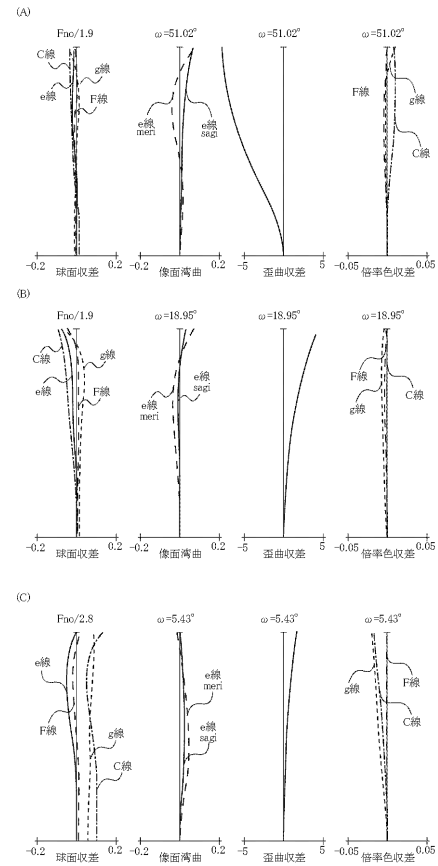 (A)
Fno/1.9
ω=51.02°
ω=51.02°
ω=51.02°
C線
g線
e線
F線
e線
meri
e線
sagi
F線
g線
C線
-0.2
0.2
-0.2
0.2
-5
5
-0.05
0.05
球面収差
像面湾曲
歪曲収差
倍率色収差
(B)
Fno/1.9
ω=18.95°
ω=18.95°
ω=18.95°
C線
g線
e線
F線
e線
meri
e線
sagi
F線
g線
C線
-0.2
0.2
-0.2
0.2
-5
5
-0.05
0.05
球面収差
像面湾曲
歪曲収差
倍率色収差
(C)
Fno/2.8
ω=5.43°
ω=5.43°
ω=5.43°
e線
F線
g線
C線
e線
meri
e線
sagi
g線
F線
C線
-0.2
0.2
-0.2
0.2
-5
5
-0.05
0.05
球面収差
像面湾曲
歪曲収差
倍率色収差